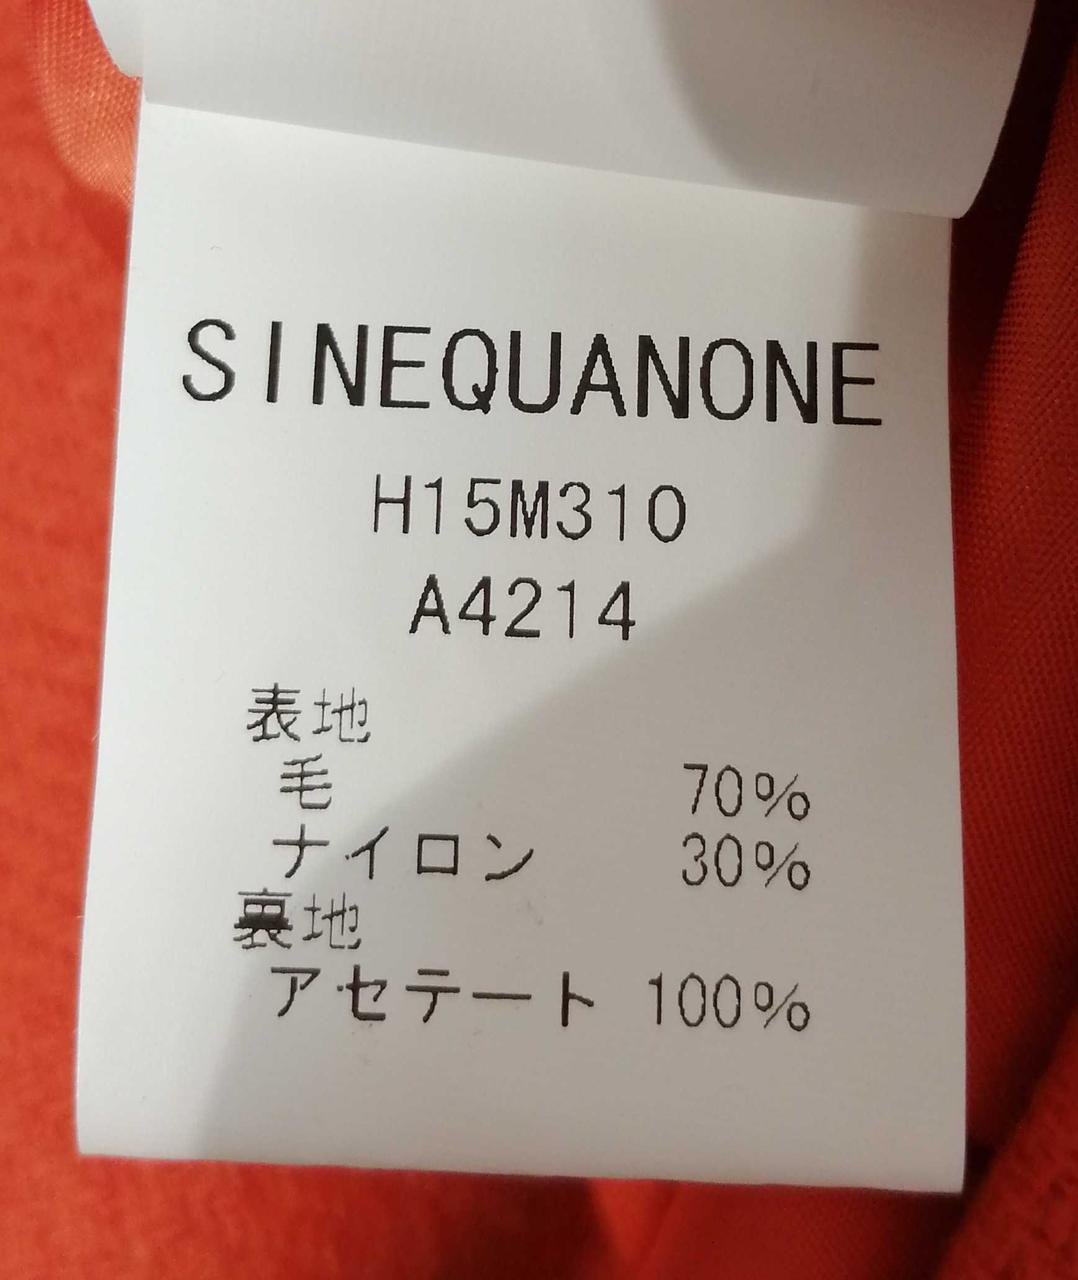 SINEQUANONE
H15M310
A4214
表地
毛 70%
ナイロン 30%
裏地
アセテート 100%